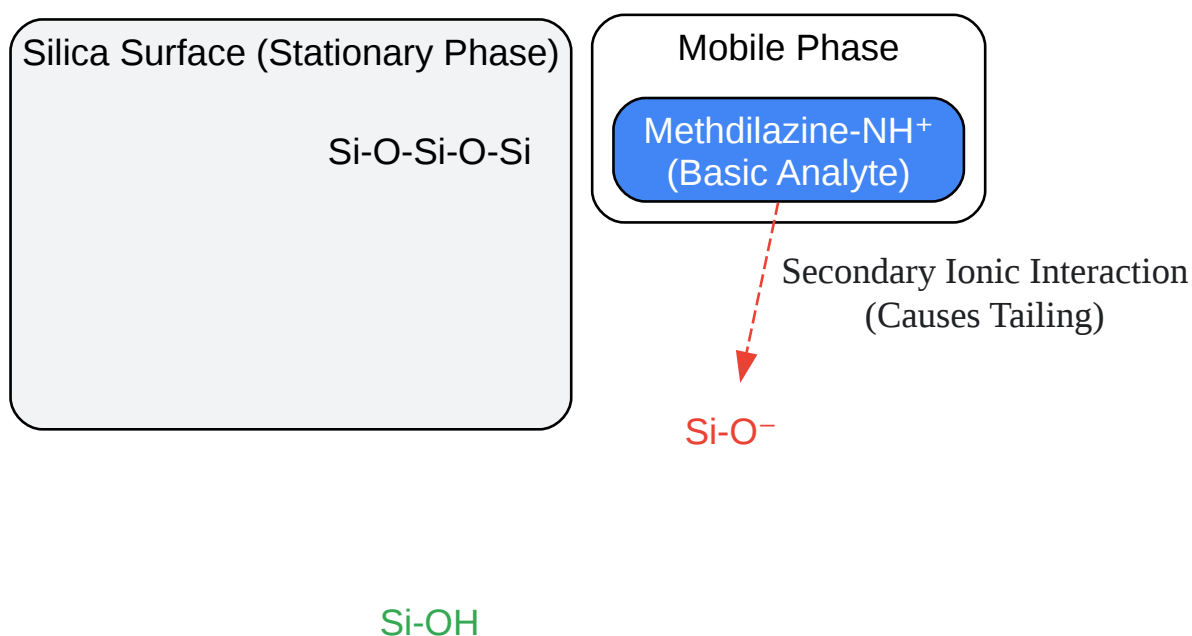 Silica Surface (Stationary Phase)
Si-O-Si-O-Si
Mobile Phase
Methdilazine-NH⁺
(Basic Analyte)
Secondary Ionic Interaction
(Causes Tailing)
Si-O⁻
Si-OH